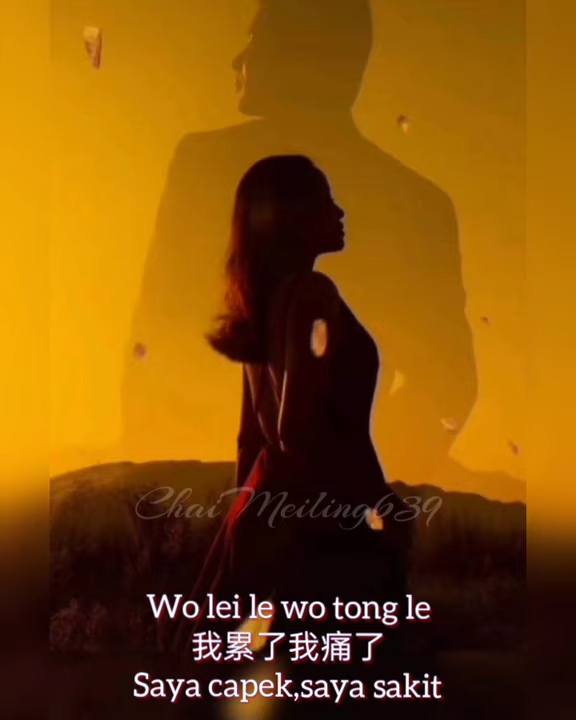 ChaiMeiling639
Wo lei le wo tong le
我累了我痛了
Saya capek,saya sakit